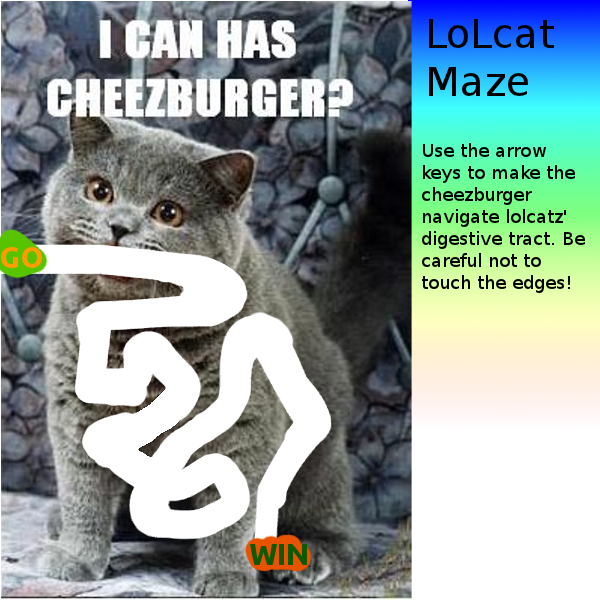 I CAN HAS
CHEEZBURGER?
LoLcat
Maze
Use the arrow
keys to make the
cheezburger
navigate lolcatz'
digestive tract. Be
careful not to
touch the edges!
GO
WIN